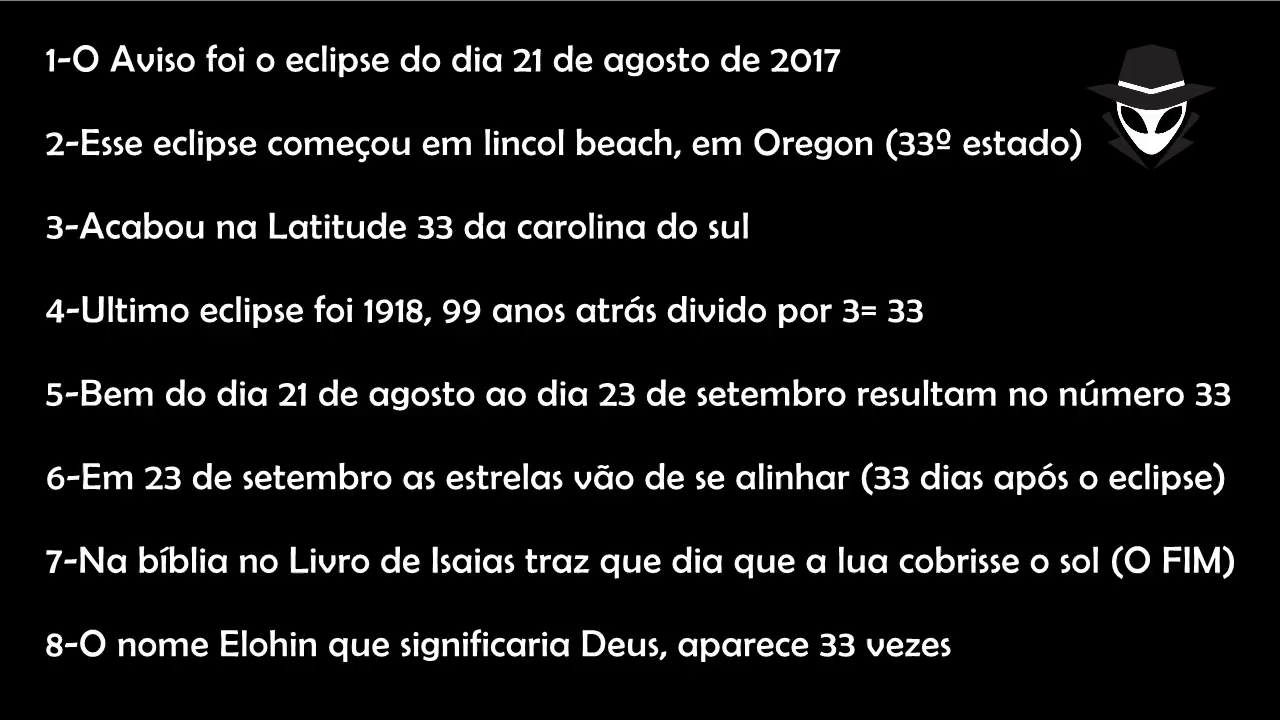 1-O Aviso foi o eclipse do dia 21 de agosto de 2017
2-Esse eclipse começou em lincol beach, em Oregon (33º estado)
3-Acabou na Latitude 33 da carolina do sul
4-Ultimo eclipse foi 1918, 99 anos atrás divido por 3= 33
5-Bem do dia 21 de agosto ao dia 23 de setembro resultam no número 33
6-Em 23 de setembro as estrelas vão de se alinhar (33 dias após o eclipse)
7-Na bíblia no Livro de Isaias traz que dia que a lua cobrisse o sol (O FIM)
8-O nome Elohin que significaria Deus, aparece 33 vezes